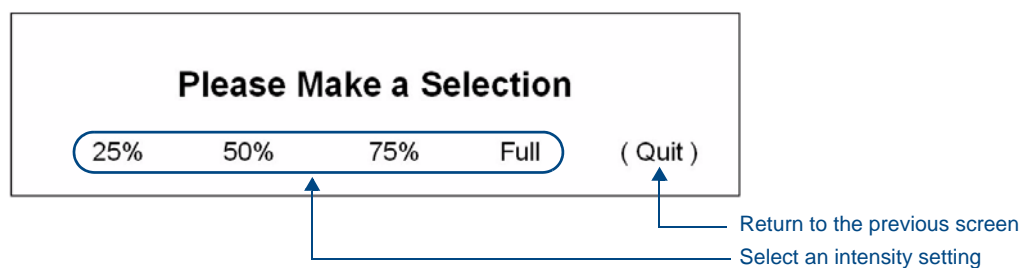 Please Make a Selection
25% 50% 75% Full ( Quit )
Return to the previous screen
Select an intensity setting